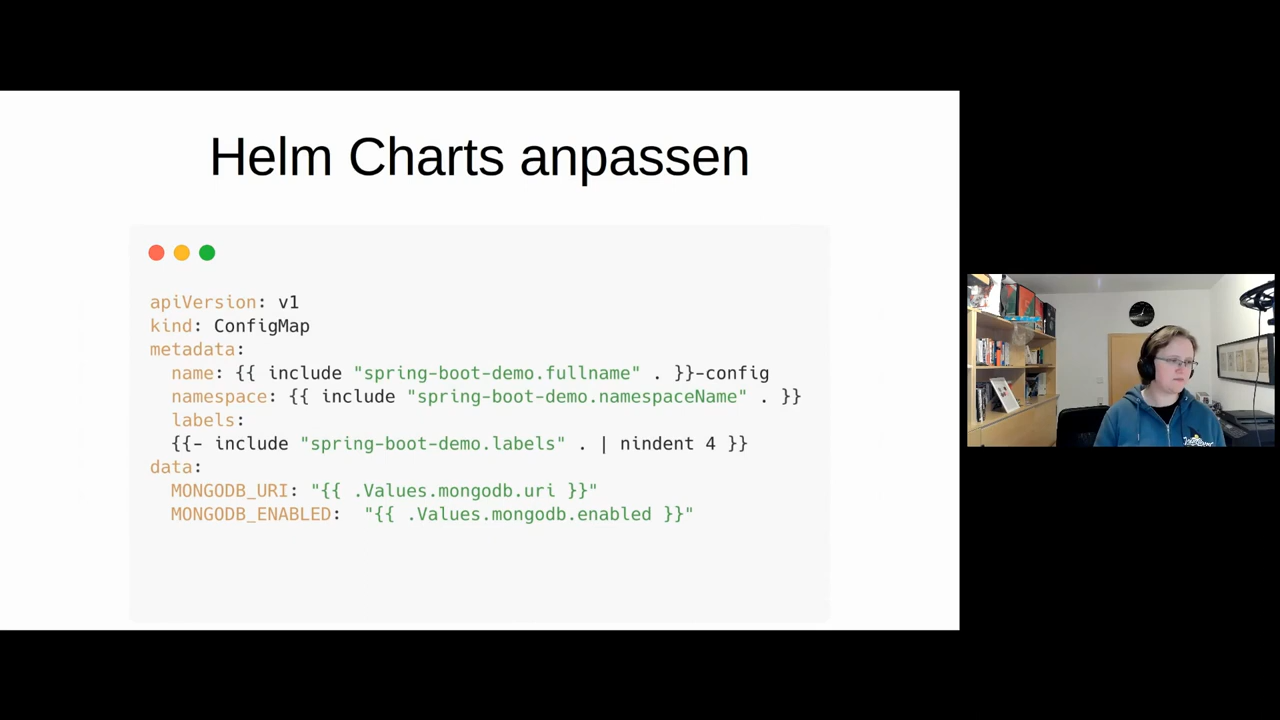 Helm Charts anpassen
apiVersion: v1
kind: ConfigMap
metadata:
  name: {{ include "spring-boot-demo.fullname" . }}-config
  namespace: {{ include "spring-boot-demo.namespaceName" . }}
  labels:
  {{- include "spring-boot-demo.labels" . | nindent 4 }}
data:
  MONGODB_URI: "{{ .Values.mongodb.uri }}"
  MONGODB_ENABLED:  "{{ .Values.mongodb.enabled }}"